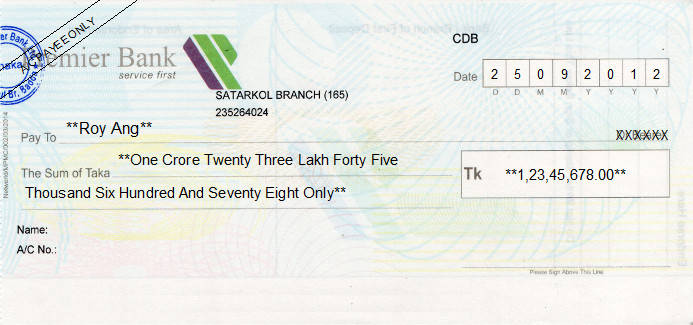 A/C PAYEE ONLY
Premier Bank
service first
CDB
Date 2 5 0 9 2 0 1 2
D D M M Y Y Y Y
SATARKOL BRANCH (165)
235264024
Pay To **Roy Ang** XXXXXX
The Sum of Taka **One Crore Twenty Three Lakh Forty Five
Thousand Six Hundred And Seventy Eight Only**
Tk **1,23,45,678.00**
Name:
A/C No.:
Please Sign Above This Line